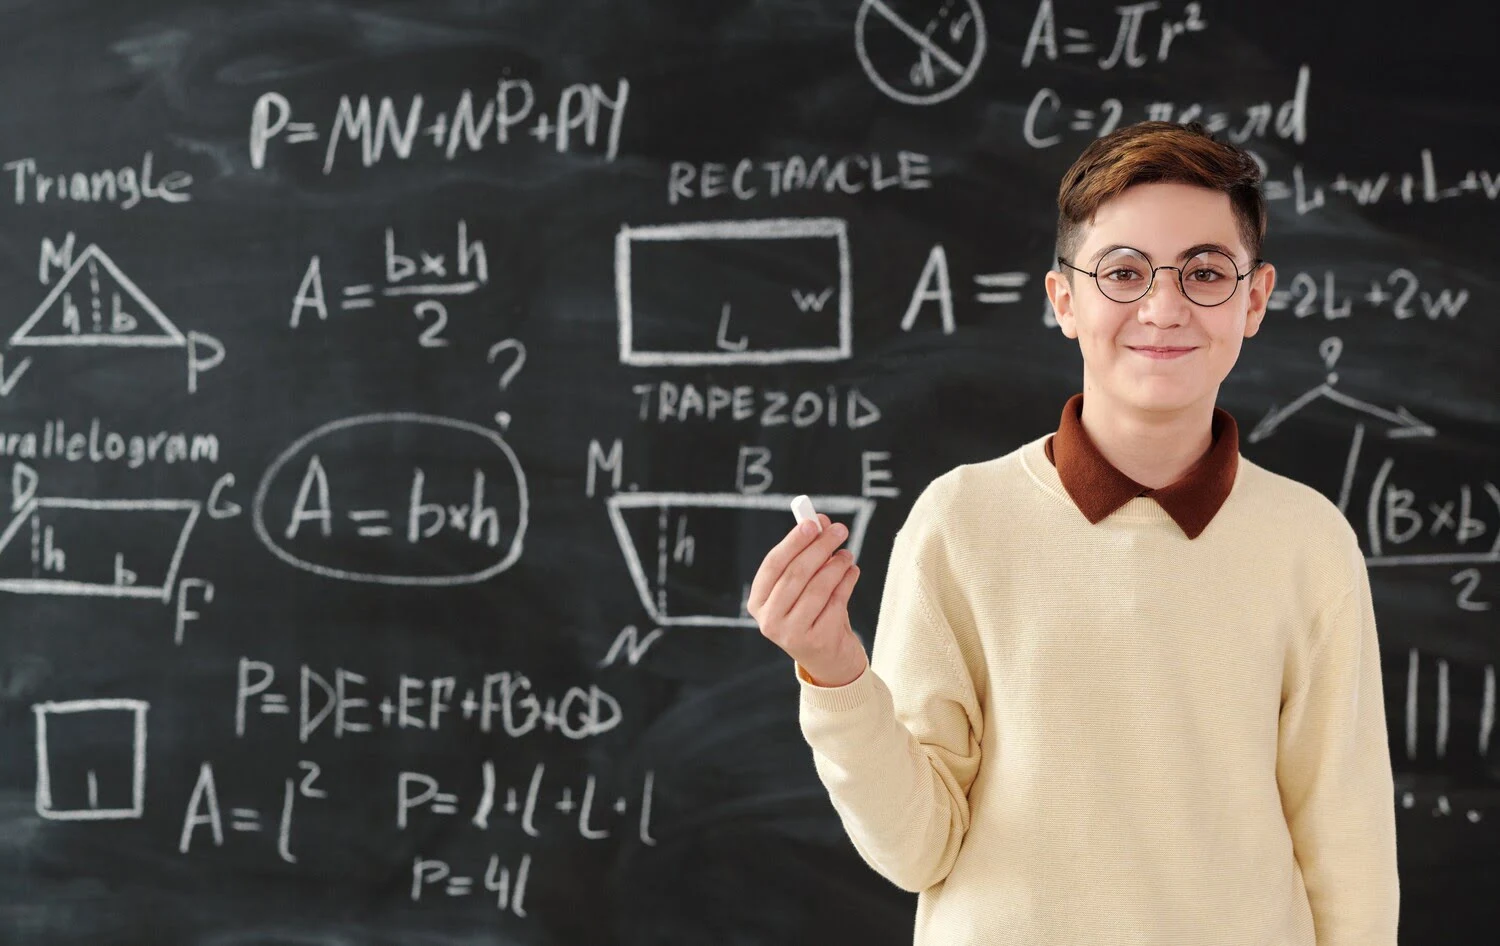 A = πr²
P = MN + NP + PM
C = 2 = πd
Triangle
RECTANGLE
= L + w + L + w
M
A = b×h / 2
w
L
A =
= 2L + 2w
h b
N P
?
?
TRAPEZOID
arallelogram
M B E
D G
A = b×h
h
(B×b)
2
h b
F
N
P = DE + EF + FG + GD
l
A = l²
P = l + l + l + l
P = 4l